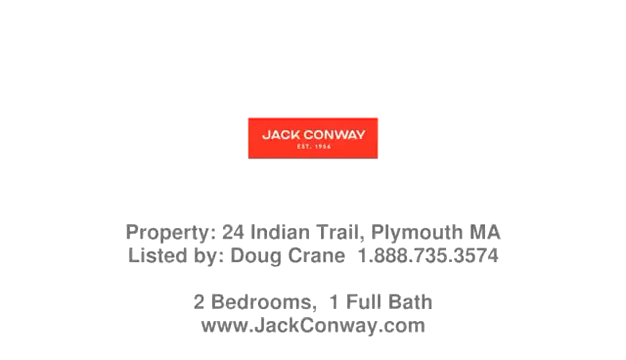 JACK CONWAY
EST. 1956
Property: 24 Indian Trail, Plymouth MA
Listed by: Doug Crane 1.888.735.3574
2 Bedrooms, 1 Full Bath
www.JackConway.com